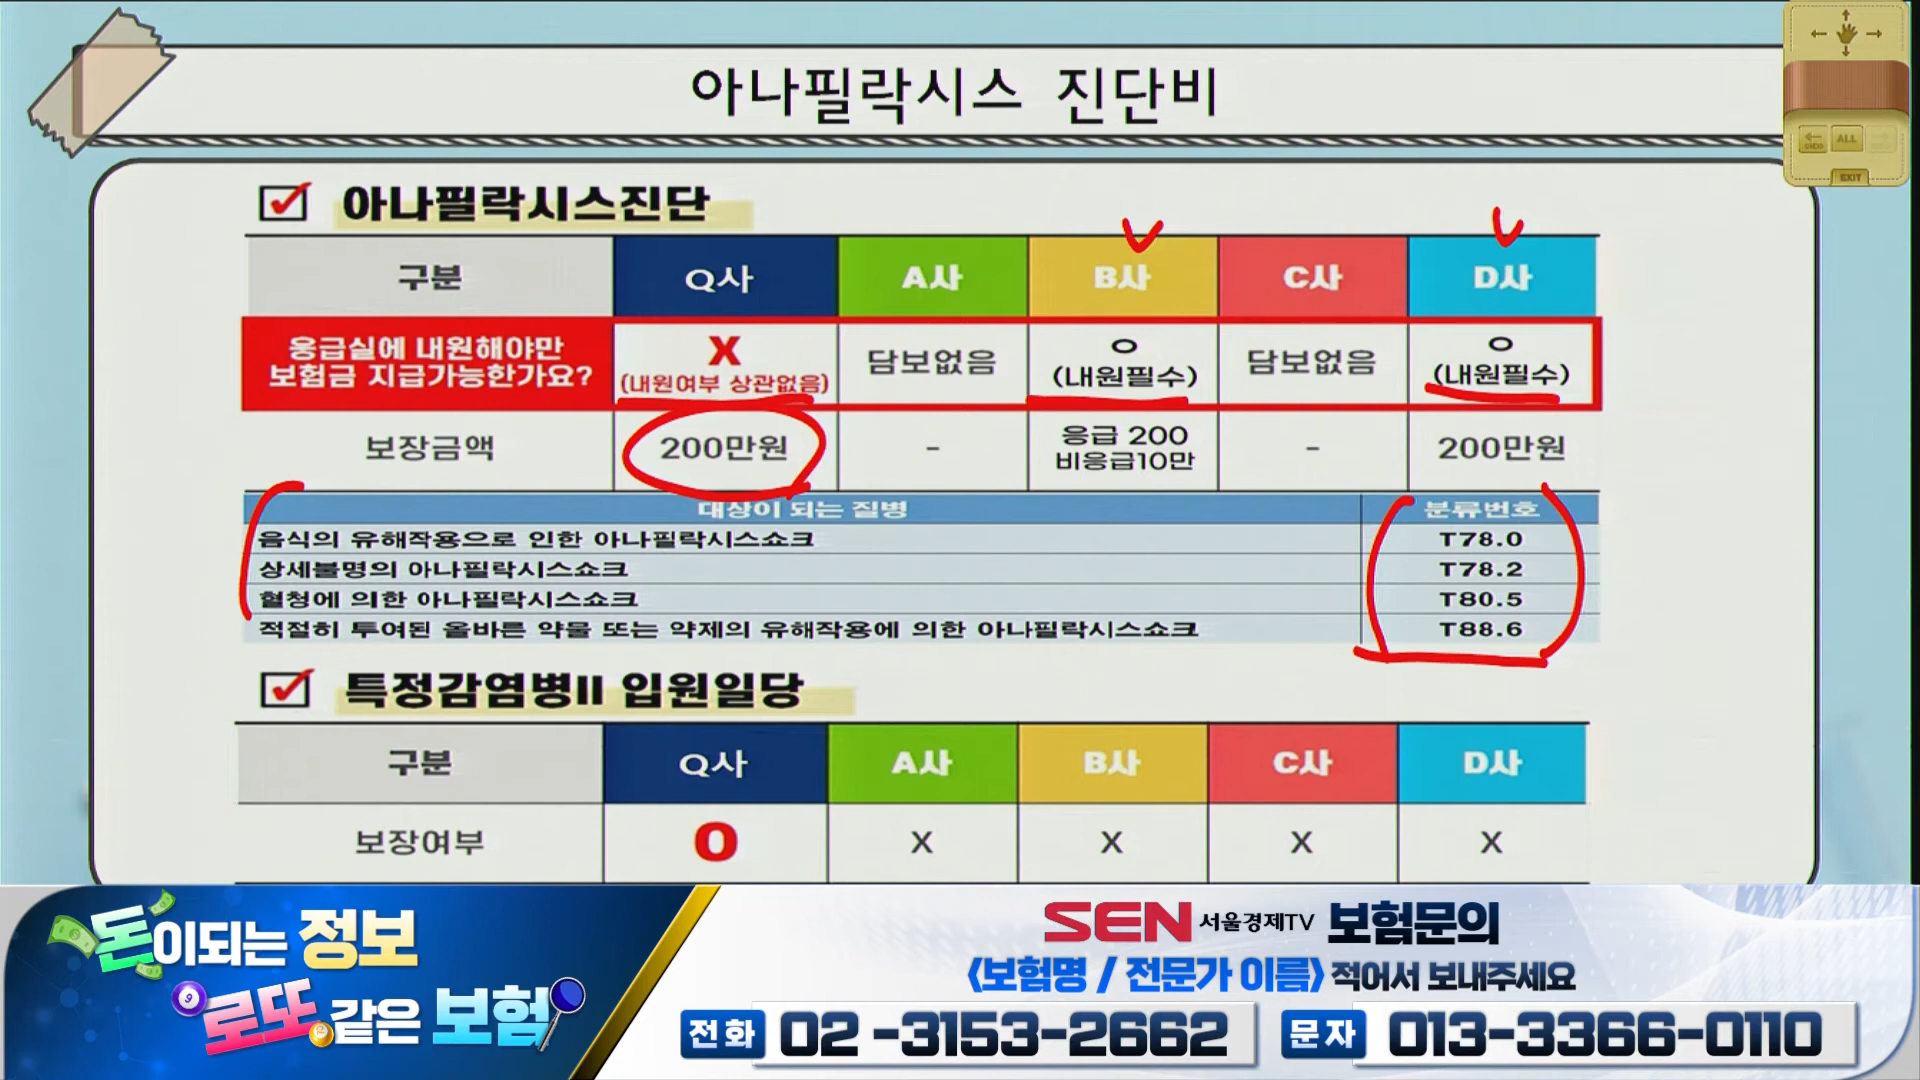 아나필락시스 진단비
아나필락시스진단
구분 Q사 A사 B사 C사 D사
응급실에 내원해야만
보험금 지급가능한가요?
X
(내원여부 상관없음)
담보없음
O
(내원필수)
담보없음
O
(내원필수)
보장금액 200만원 - 응급 200 - 200만원
비응급10만
대상이 되는 질병 분류번호
음식의 유해작용으로 인한 아나필락시스쇼크 T78.0
상세불명의 아나필락시스쇼크 T78.2
혈청에 의한 아나필락시스쇼크 T80.5
적절히 투여된 올바른 약물 또는 약제의 유해작용에 의한 아나필락시스쇼크 T88.6
특정감염병II 입원일당
구분 Q사 A사 B사 C사 D사
보장여부 O X X X X
돈이되는 정보
로또같은 보험
SEN 서울경제TV 보험문의
<보험명 / 전문가 이름> 적어서 보내주세요
전화 02-3153-2662 문자 013-3366-0110
UNDO ALL
EXIT